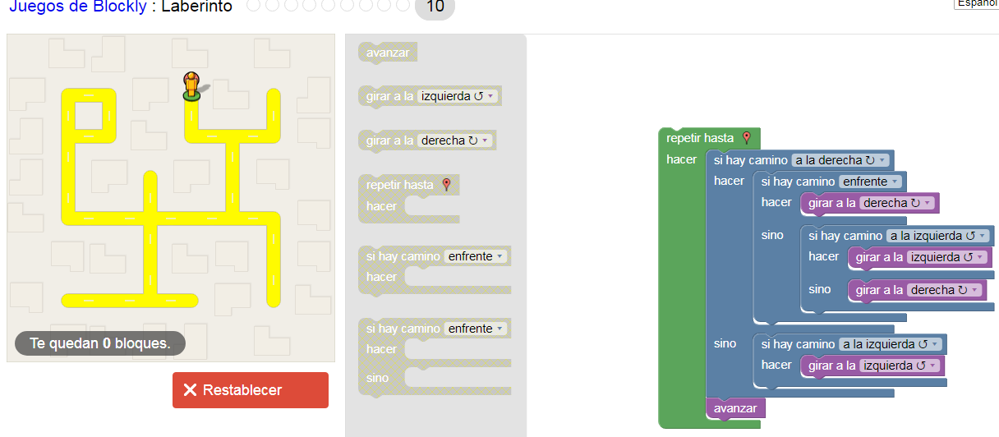 Juegos de Blockly : Laberinto 10
Español
avanzar
girar a la izquierda ↺
girar a la derecha ↻
repetir hasta
hacer
si hay camino enfrente
hacer
si hay camino enfrente
hacer
sino
Te quedan 0 bloques.
Restablecer
repetir hasta
hacer
si hay camino a la derecha ↻
hacer
si hay camino enfrente
hacer
girar a la derecha ↻
sino
si hay camino a la izquierda ↺
hacer
girar a la izquierda ↺
sino
girar a la derecha ↻
sino
si hay camino a la izquierda ↺
hacer
girar a la izquierda ↺
avanzar